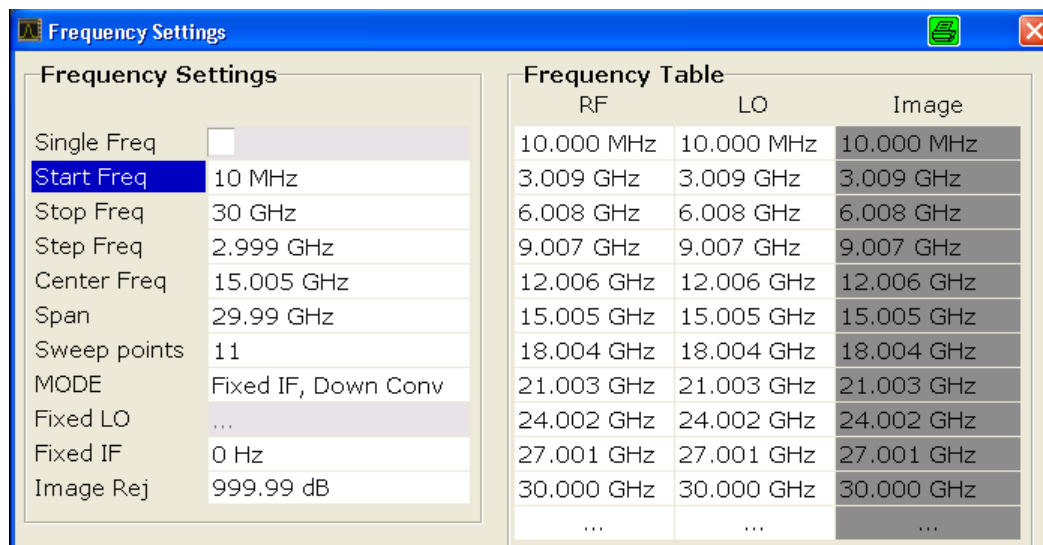 Frequency Settings
Frequency Settings
Single Freq
Start Freq 10 MHz
Stop Freq 30 GHz
Step Freq 2.999 GHz
Center Freq 15.005 GHz
Span 29.99 GHz
Sweep points 11
MODE Fixed IF, Down Conv
Fixed LO ...
Fixed IF 0 Hz
Image Rej 999.99 dB
Frequency Table
RF LO Image
10.000 MHz 10.000 MHz 10.000 MHz
3.009 GHz 3.009 GHz 3.009 GHz
6.008 GHz 6.008 GHz 6.008 GHz
9.007 GHz 9.007 GHz 9.007 GHz
12.006 GHz 12.006 GHz 12.006 GHz
15.005 GHz 15.005 GHz 15.005 GHz
18.004 GHz 18.004 GHz 18.004 GHz
21.003 GHz 21.003 GHz 21.003 GHz
24.002 GHz 24.002 GHz 24.002 GHz
27.001 GHz 27.001 GHz 27.001 GHz
30.000 GHz 30.000 GHz 30.000 GHz
... ... ...